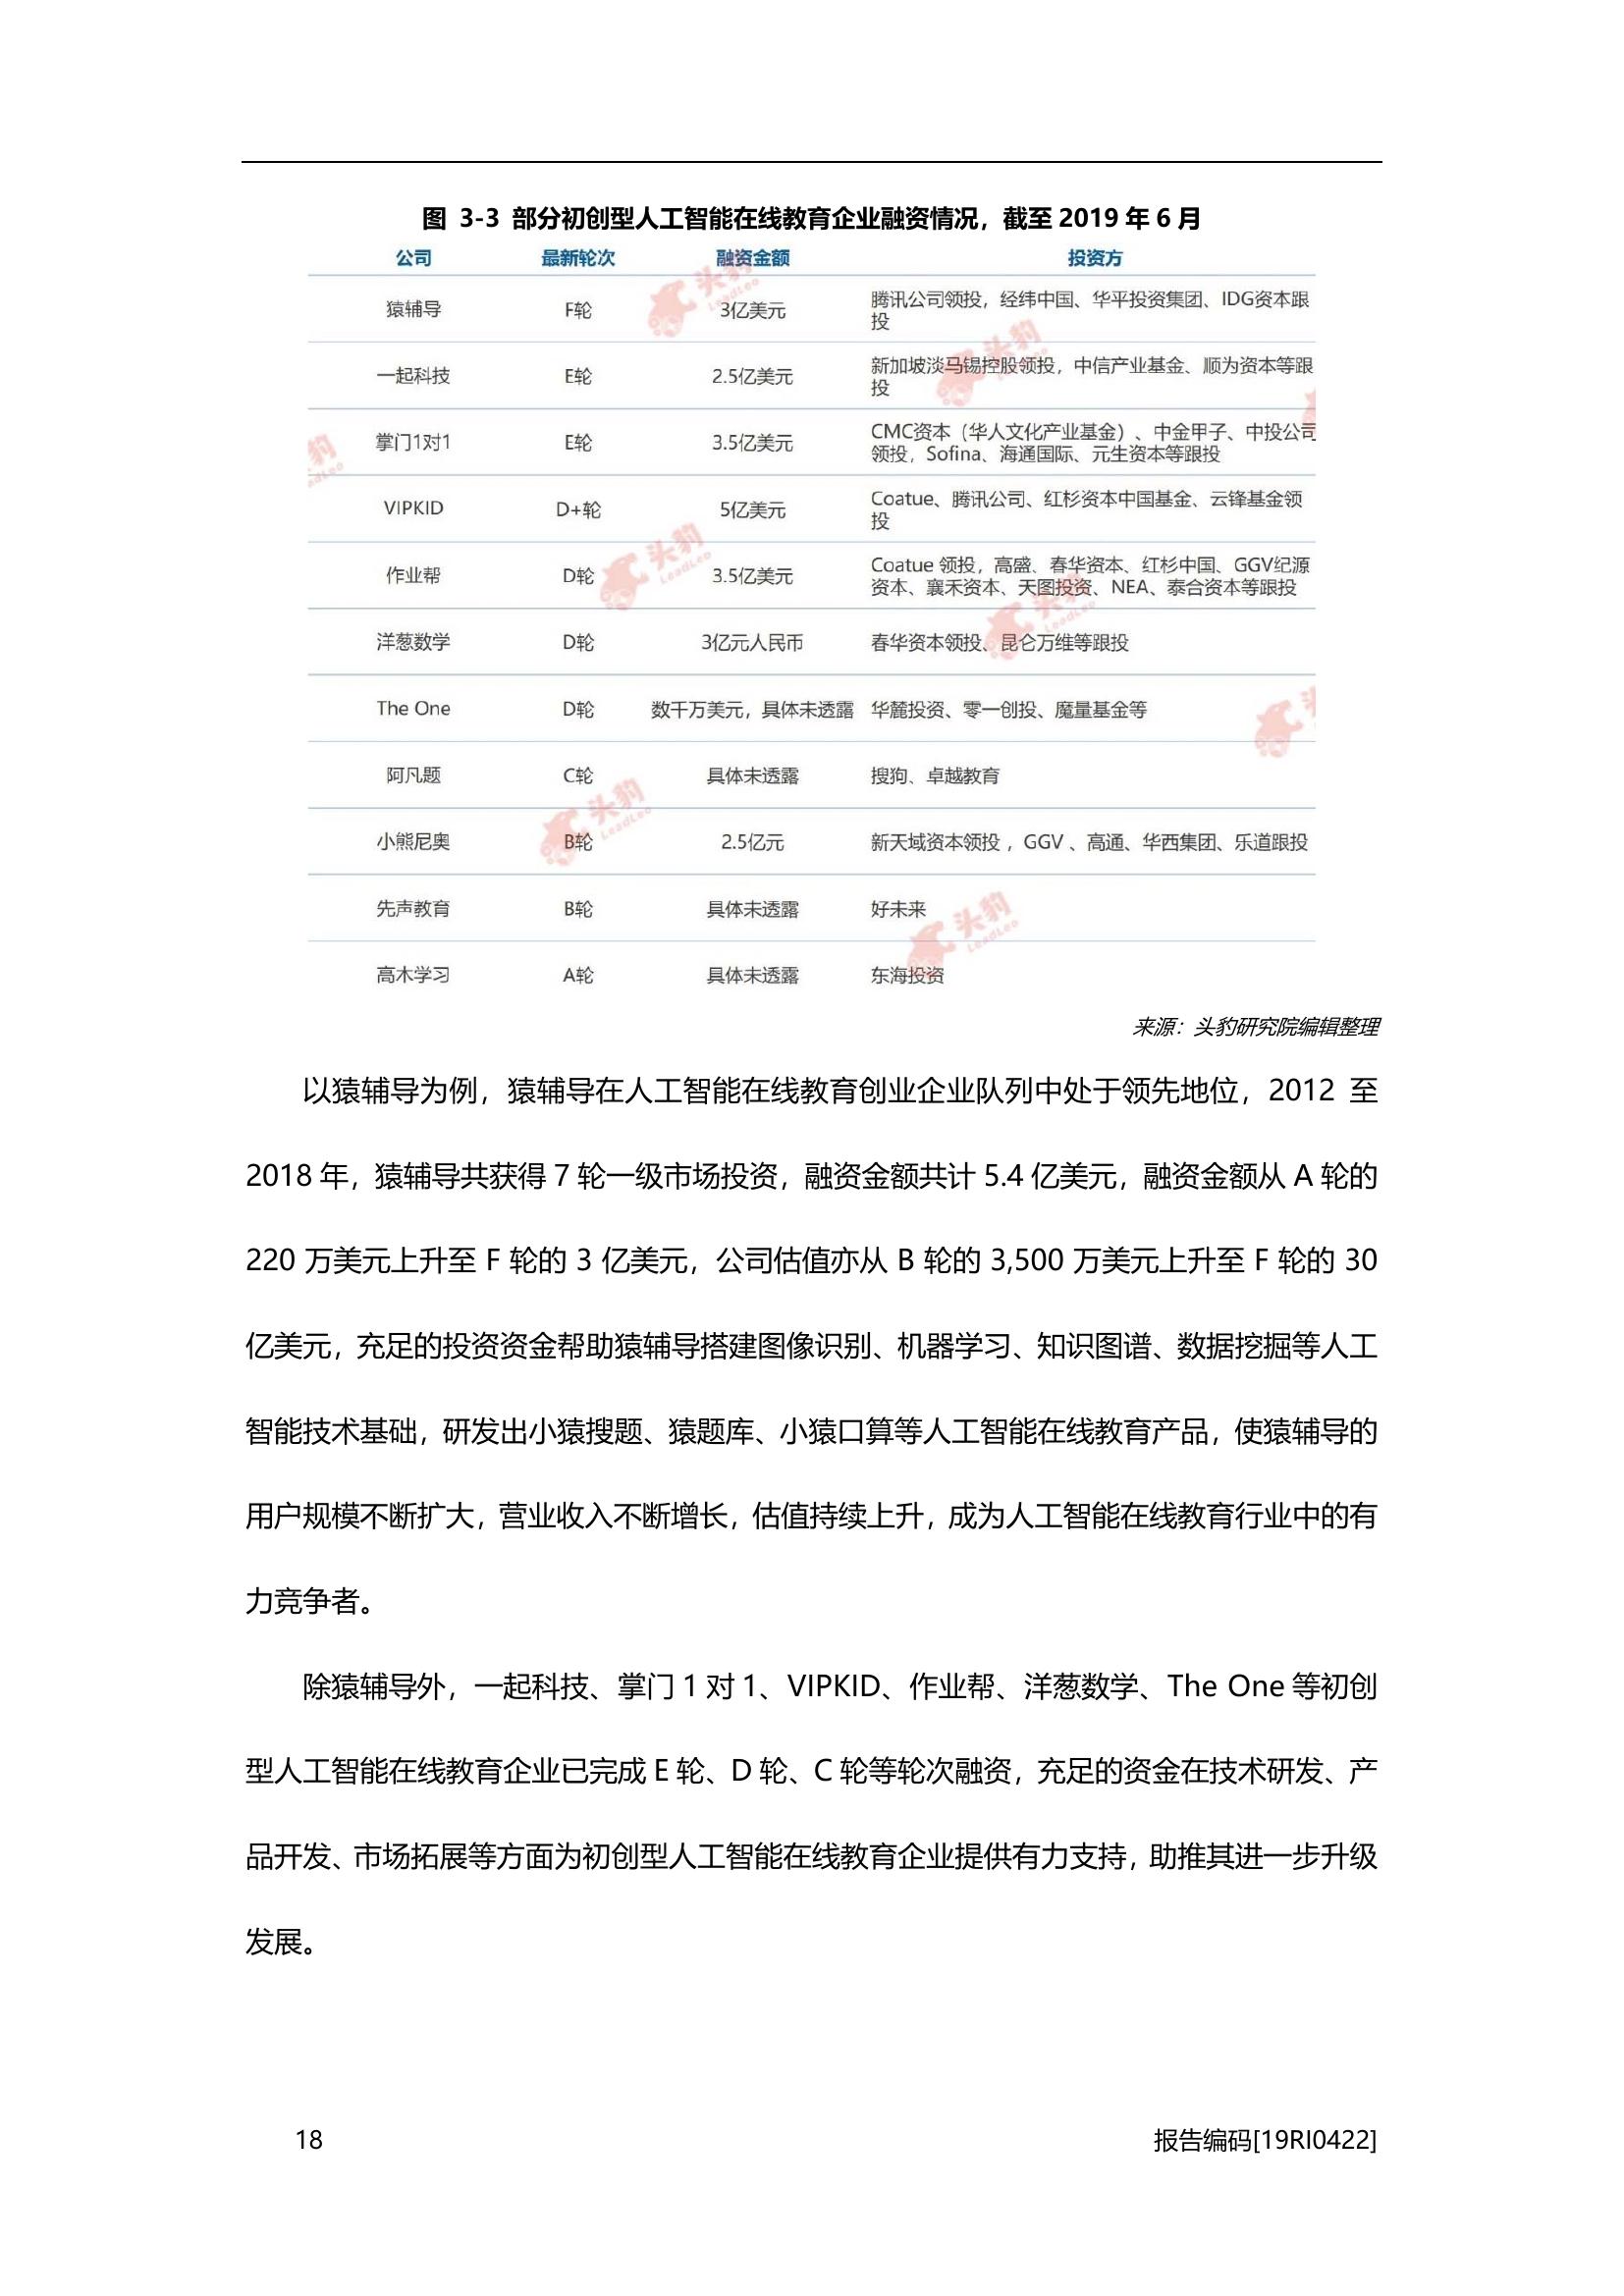 图 3-3 部分初创型人工智能在线教育企业融资情况，截至 2019 年 6 月
公司 最新轮次 融资金额 投资方
猿辅导 F轮 3亿美元 腾讯公司领投，经纬中国、华平投资集团、IDG资本跟
投
一起科技 E轮 2.5亿美元 新加坡淡马锡控股领投，中信产业基金、顺为资本等跟
投
掌门1对1 E轮 3.5亿美元 CMC资本（华人文化产业基金）、中金甲子、中投公司
领投，Sofina、海通国际、元生资本等跟投
VIPKID D+轮 5亿美元 Coatue、腾讯公司、红杉资本中国基金、云锋基金领
投
作业帮 D轮 3.5亿美元 Coatue 领投，高盛、春华资本、红杉中国、GGV纪源
资本、襄禾资本、天图投资、NEA、泰合资本等跟投
洋葱数学 D轮 3亿元人民币 春华资本领投、昆仑万维等跟投
The One D轮 数千万美元，具体未透露 华麓投资、零一创投、魔量基金等
阿凡题 C轮 具体未透露 搜狗、卓越教育
小熊尼奥 B轮 2.5亿元 新天域资本领投 ，GGV 、高通、华西集团、乐道跟投
先声教育 B轮 具体未透露 好未来
高木学习 A轮 具体未透露 东海投资
头豹 LeadLeo
来源：头豹研究院编辑整理
以猿辅导为例，猿辅导在人工智能在线教育创业企业队列中处于领先地位，2012 至
2018 年，猿辅导共获得 7 轮一级市场投资，融资金额共计 5.4 亿美元，融资金额从 A 轮的
220 万美元上升至 F 轮的 3 亿美元，公司估值亦从 B 轮的 3,500 万美元上升至 F 轮的 30
亿美元，充足的投资资金帮助猿辅导搭建图像识别、机器学习、知识图谱、数据挖掘等人工
智能技术基础，研发出小猿搜题、猿题库、小猿口算等人工智能在线教育产品，使猿辅导的
用户规模不断扩大，营业收入不断增长，估值持续上升，成为人工智能在线教育行业中的有
力竞争者。
除猿辅导外，一起科技、掌门 1 对 1、VIPKID、作业帮、洋葱数学、The One 等初创
型人工智能在线教育企业已完成 E 轮、D 轮、C 轮等轮次融资，充足的资金在技术研发、产
品开发、市场拓展等方面为初创型人工智能在线教育企业提供有力支持，助推其进一步升级
发展。
18 报告编码[19RI0422]